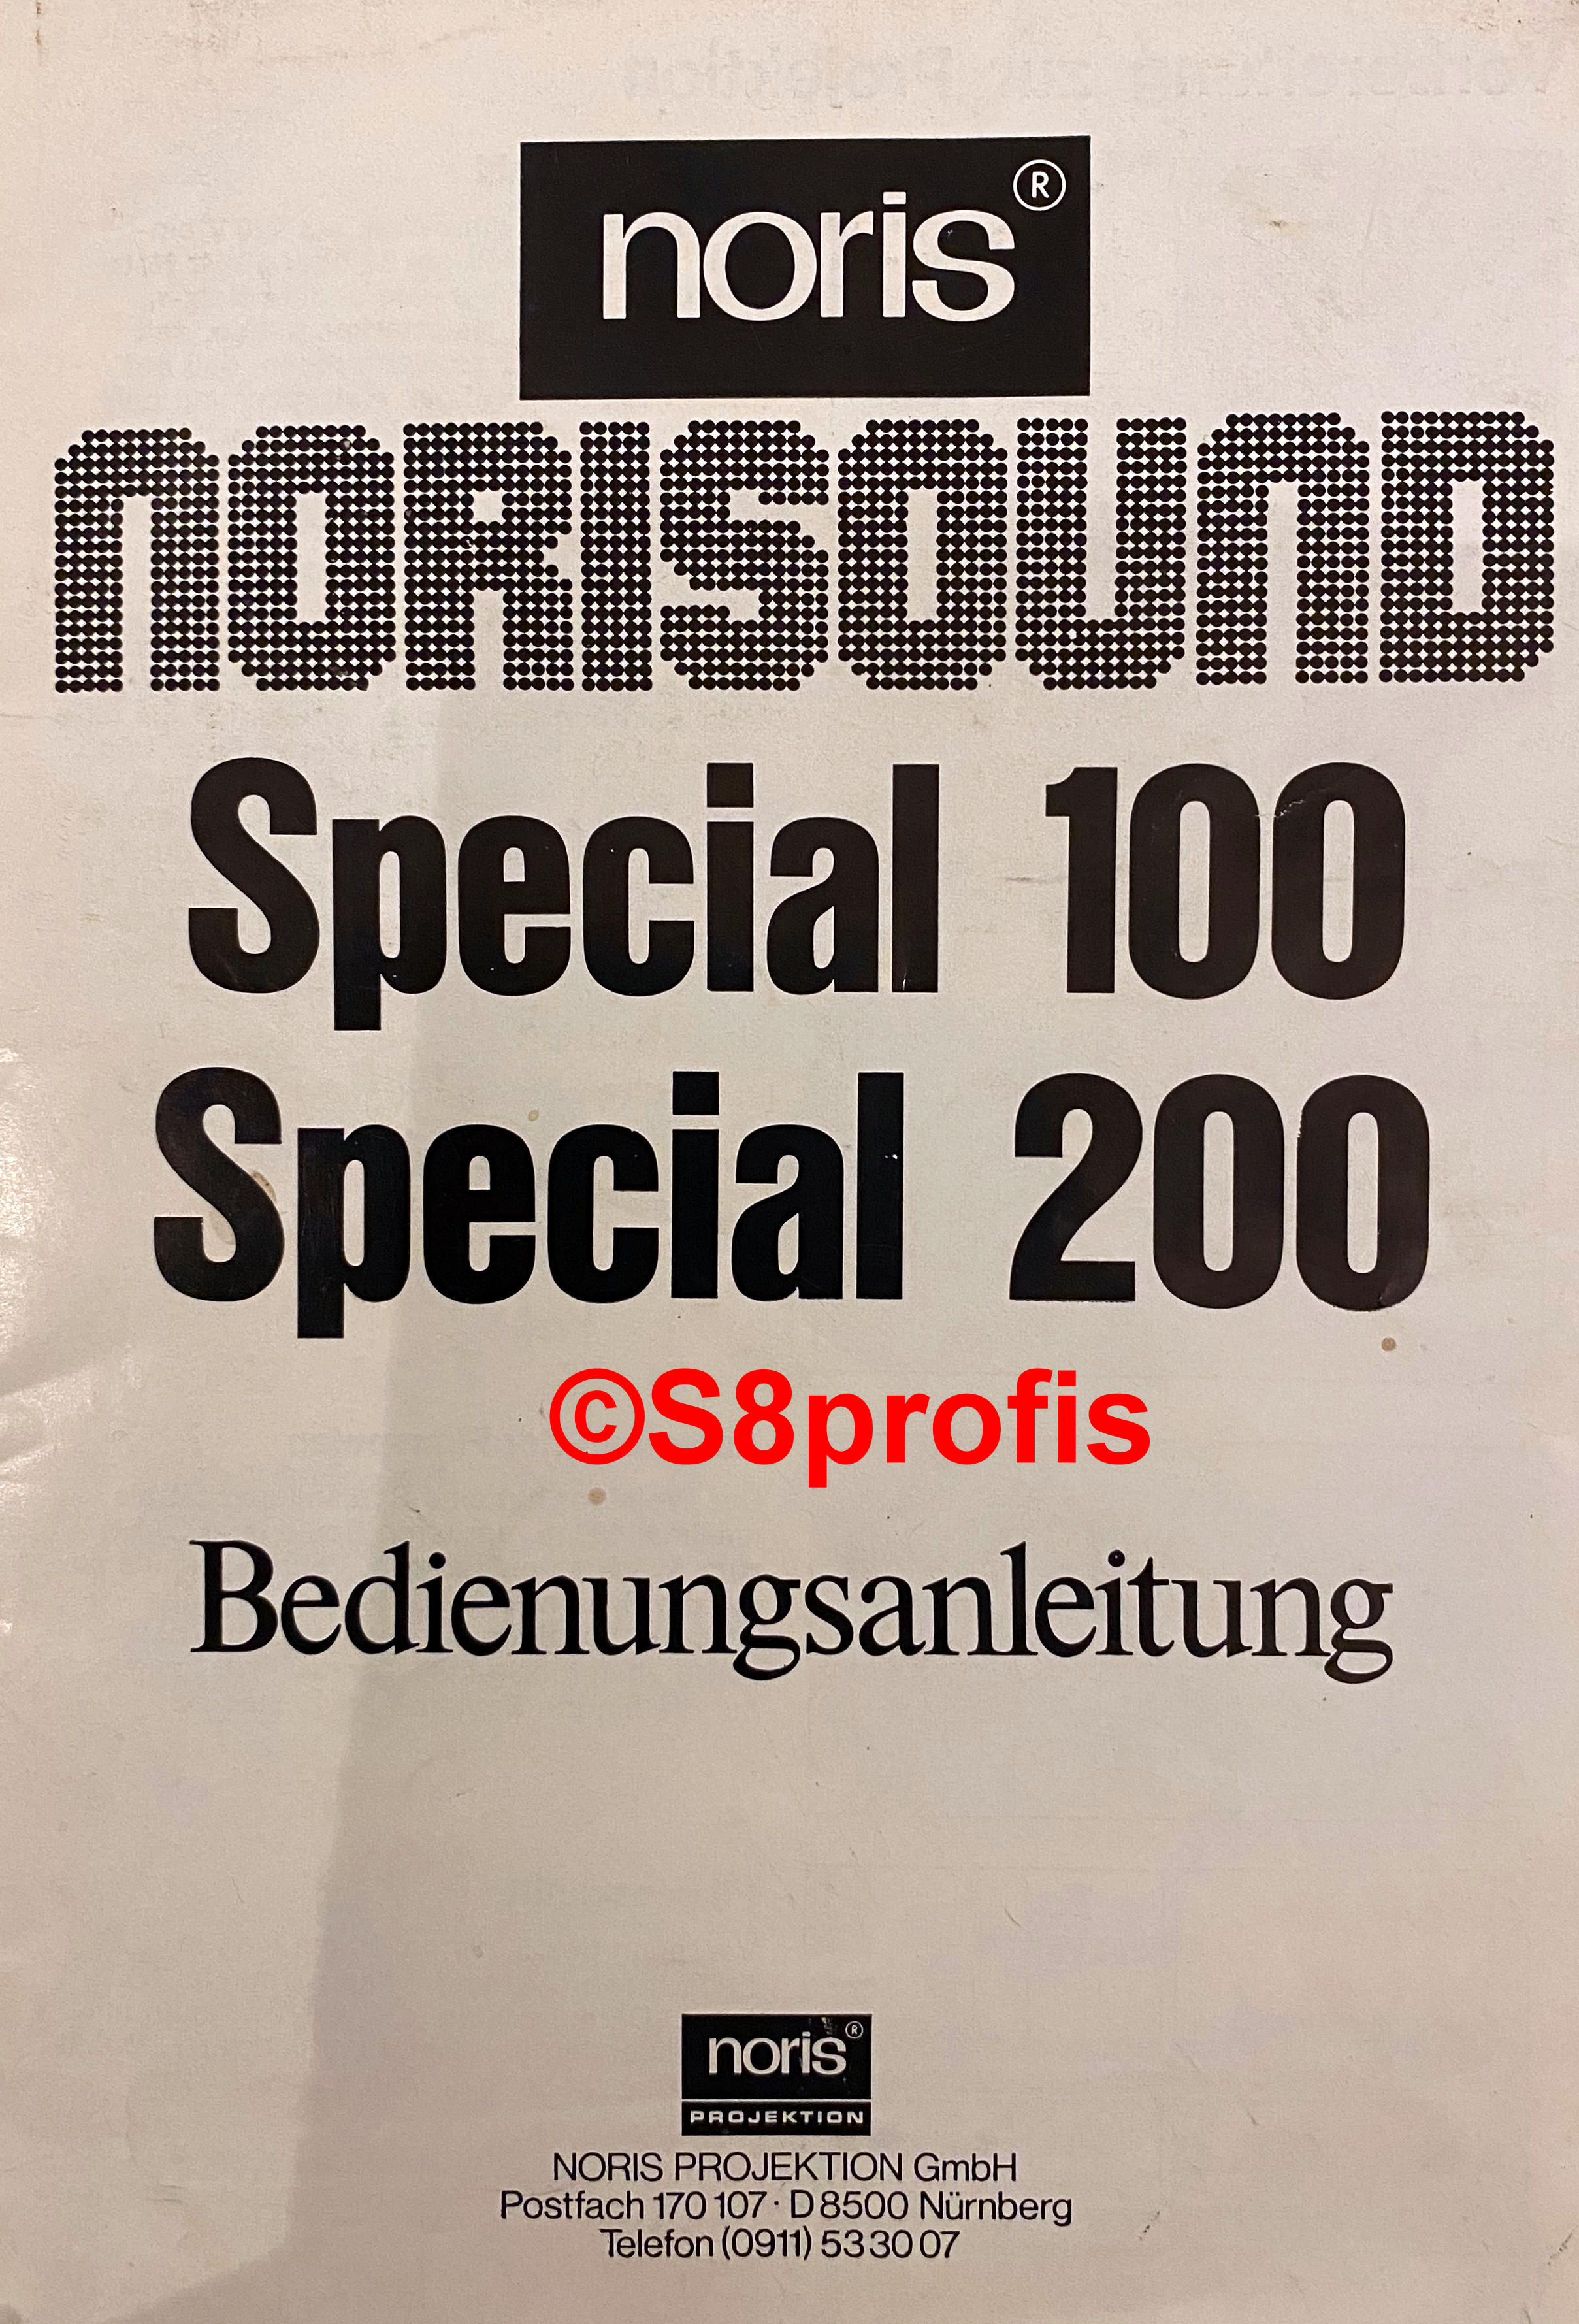 noris®
NORISOUND
Special 100
Special 200
©S8profis
Bedienungsanleitung
noris®
PROJEKTION
NORIS PROJEKTION GmbH
Postfach 170 107 · D 8500 Nürnberg
Telefon (0911) 53 30 07